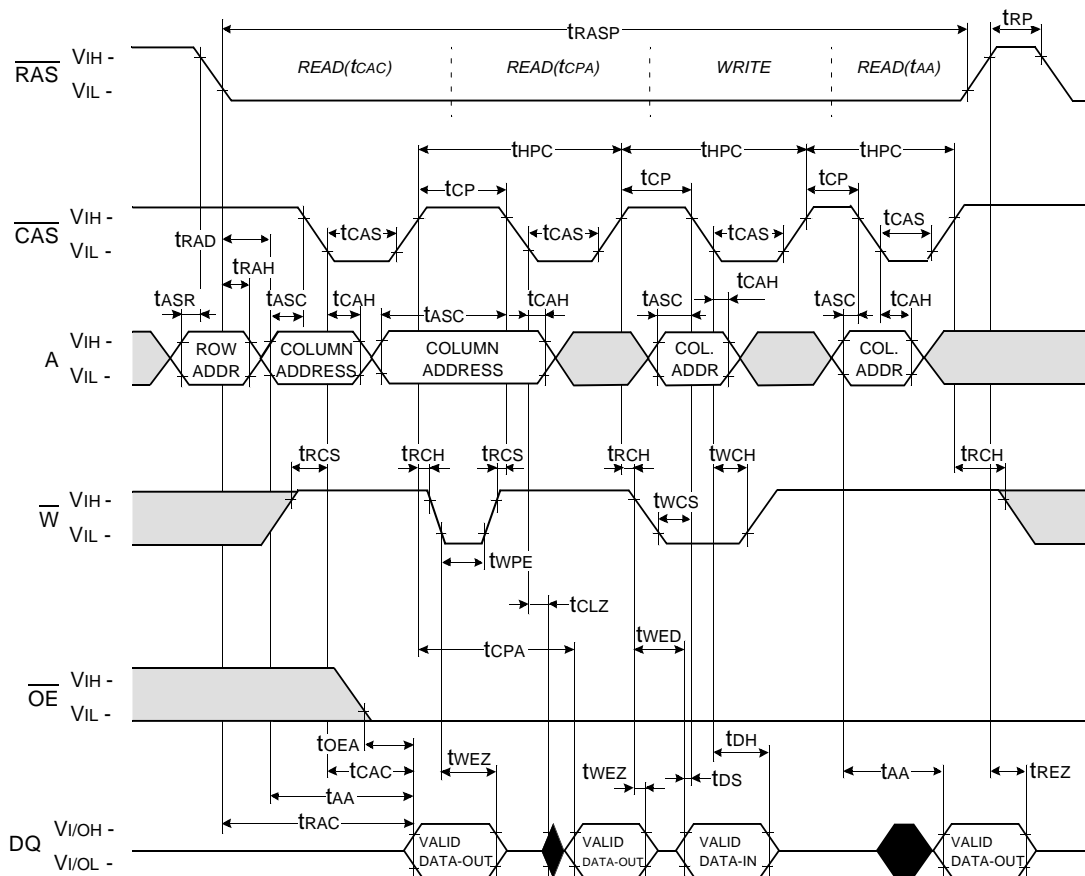 tRASP
tRP
RAS
VIH -
VIL -
READ(tCAC)
READ(tCPA)
WRITE
READ(tAA)
tHPC
tHPC
tHPC
tCP
tCP
tCP
CAS
VIH -
VIL -
tRAD
tCAS
tCAS
tCAS
tCAS
tRAH
tASR
tASC
tCAH
tASC
tCAH
tASC
tCAH
tASC
tCAH
A
VIH -
VIL -
ROW
ADDR
COLUMN
ADDRESS
COLUMN
ADDRESS
COL.
ADDR
COL.
ADDR
tRCS
tRCH
tRCS
tRCH
tWCH
tRCH
W
VIH -
VIL -
tWCS
tWPE
tCLZ
tCPA
tWED
OE
VIH -
VIL -
tOEA
tCAC
tWEZ
tWEZ
tDH
tDS
tAA
tREZ
tAA
tRAC
DQ
VI/OH -
VI/OL -
VALID
DATA-OUT
VALID
DATA-OUT
VALID
DATA-IN
VALID
DATA-OUT